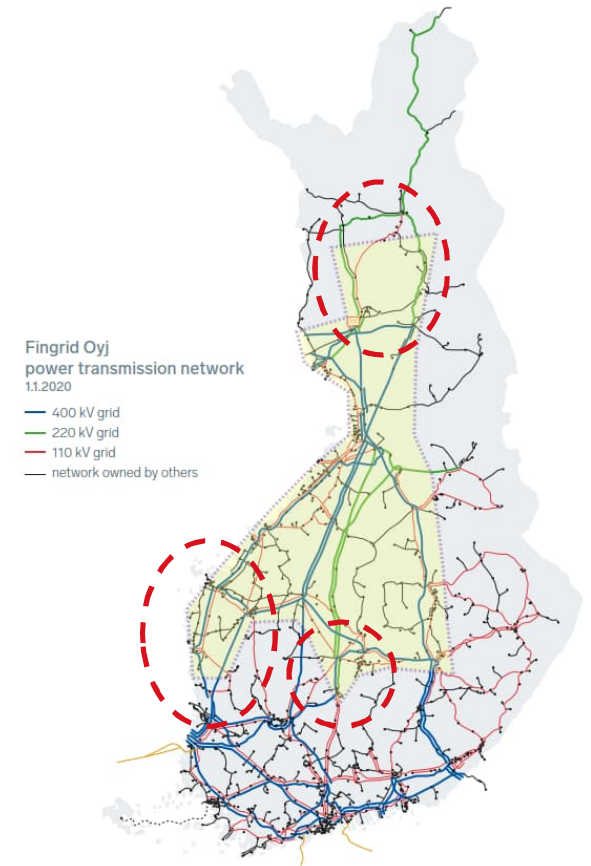 Fingrid Oyj
power transmission network
1.1.2020
400 kV grid
220 kV grid
110 kV grid
network owned by others